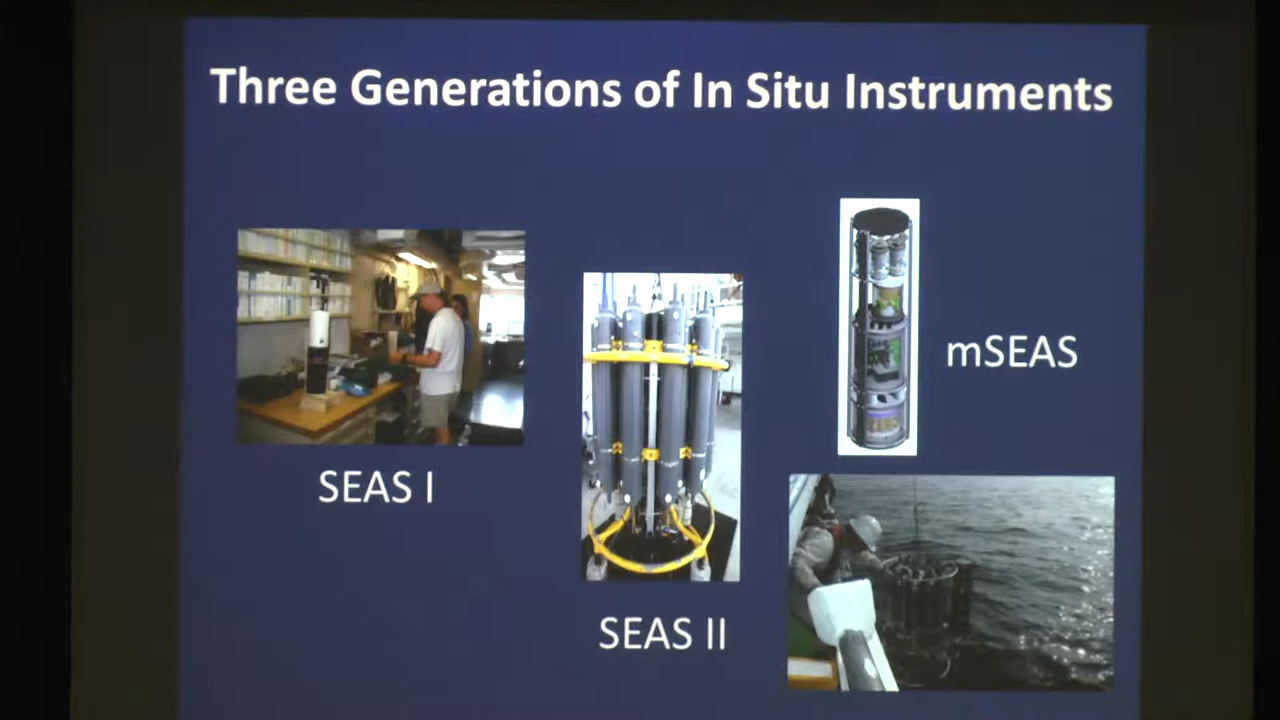 Three Generations of In Situ Instruments
mSEAS
SEAS I
SEAS II